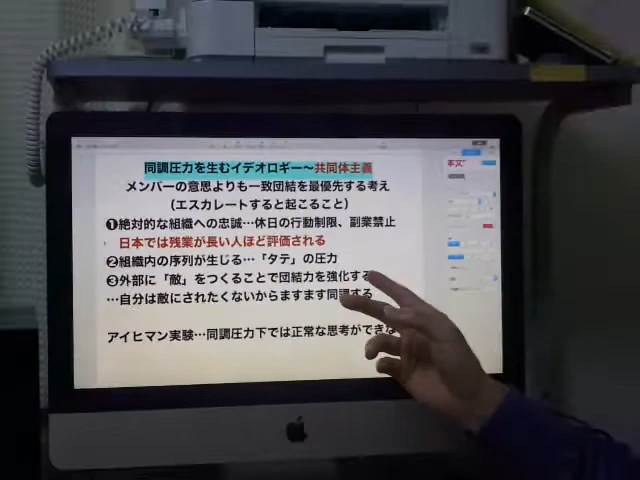 同調圧力を生むイデオロギー〜共同体主義
メンバーの意思よりも一致団結を最優先する考え
（エスカレートすると起こること）
❶絶対的な組織への忠誠…休日の行動制限、副業禁止
日本では残業が長い人ほど評価される
❷組織内の序列が生じる…「タテ」の圧力
❸外部に「敵」をつくることで団結力を強化する
…自分は敵にされたくないからますます同調する
アイヒマン実験…同調圧力下では正常な思考ができな